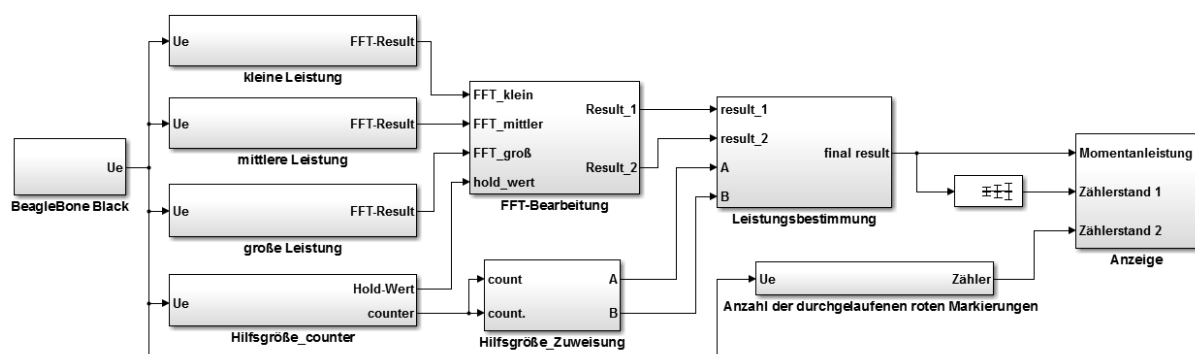 Ue
BeagleBone Black
Ue
FFT-Result
kleine Leistung
Ue
FFT-Result
mittlere Leistung
Ue
FFT-Result
große Leistung
Ue
Hold-Wert
counter
Hilfsgröße_counter
FFT_klein
FFT_mittler
FFT_groß
hold_wert
Result_1
Result_2
FFT-Bearbeitung
count
count.
A
B
Hilfsgröße_Zuweisung
result_1
result_2
A
B
final result
Leistungsbestimmung
Ue
Zähler
Anzahl der durchgelaufenen roten Markierungen
Momentanleistung
Zählerstand 1
Zählerstand 2
Anzeige